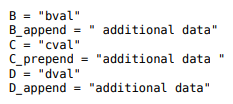 B = "bval"
B_append = " additional data"
C = "cval"
C_prepend = "additional data "
D = "dval"
D_append = "additional data"